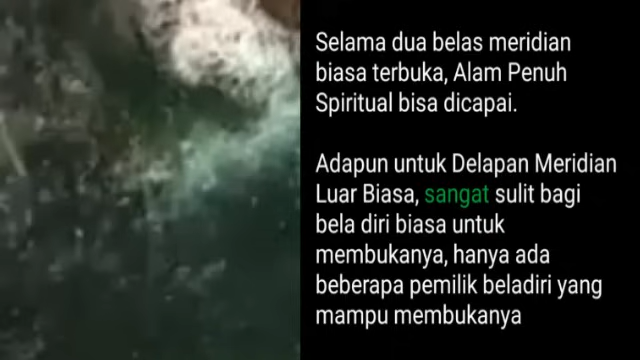 Selama dua belas meridian
biasa terbuka, Alam Penuh
Spiritual bisa dicapai.
Adapun untuk Delapan Meridian
Luar Biasa, sangat sulit bagi
bela diri biasa untuk
membukanya, hanya ada
beberapa pemilik beladiri yang
mampu membukanya